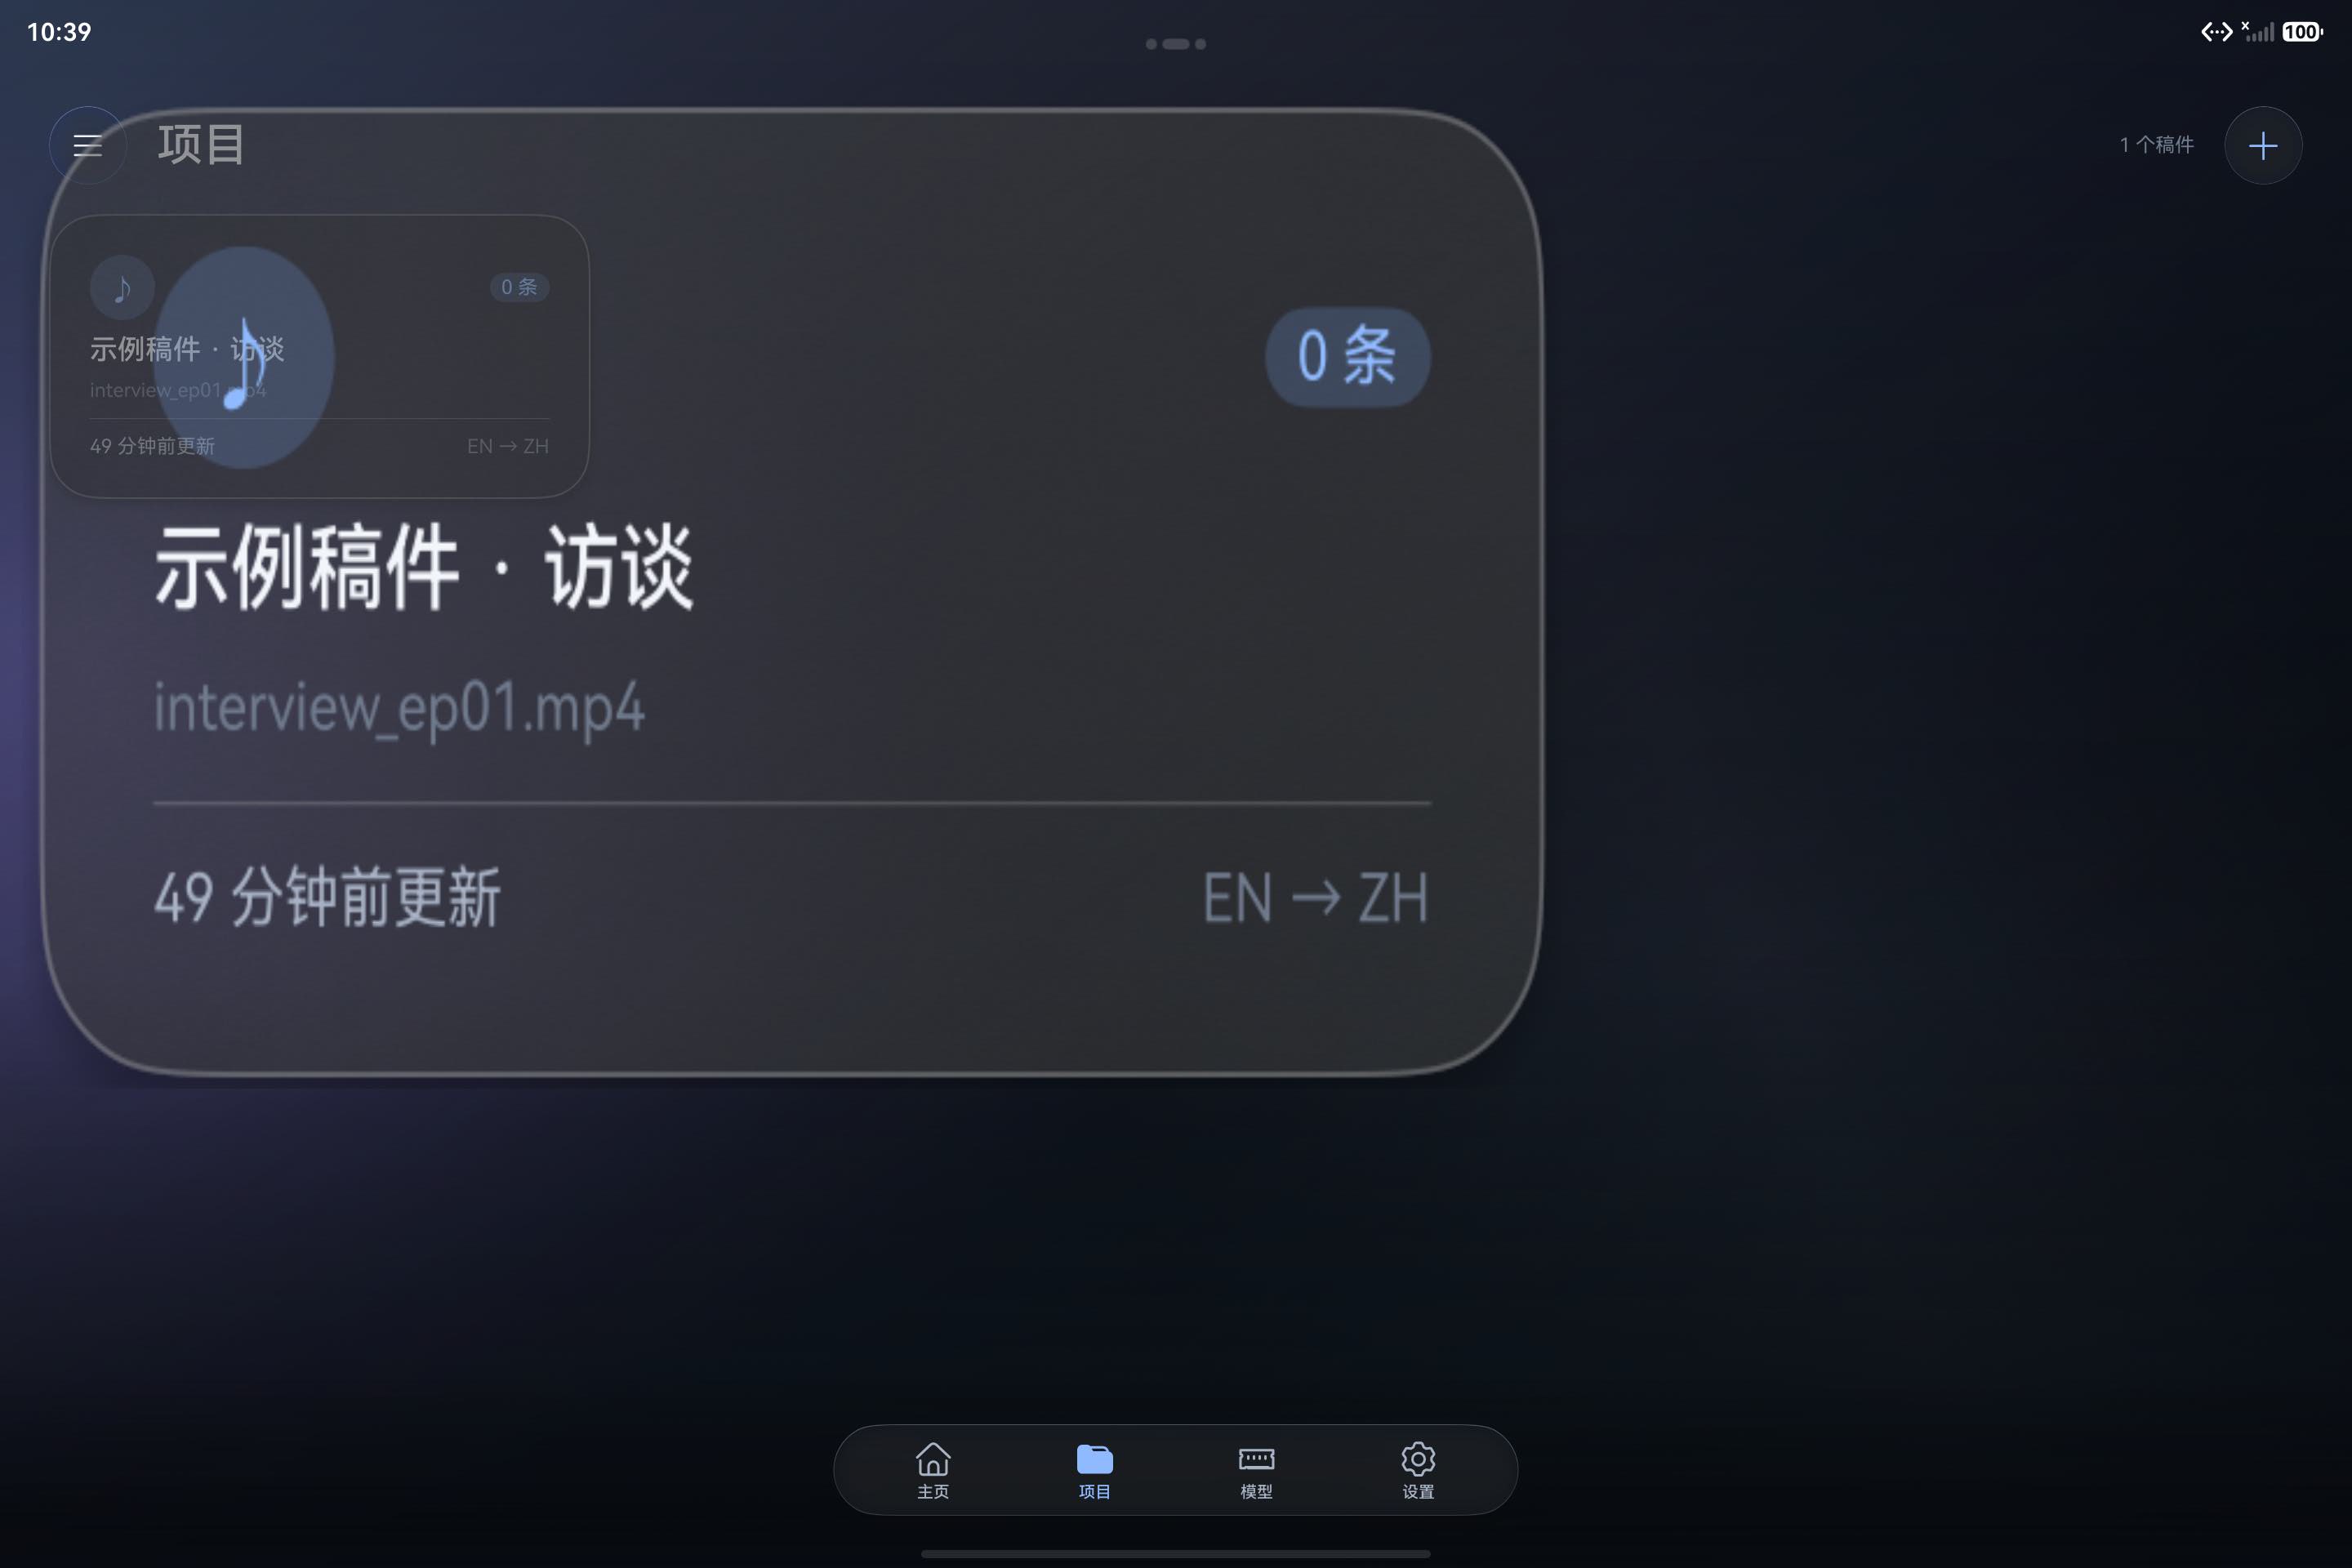 10:39
100
项目
1 个稿件
0 条
示例稿件 · 访谈
interview_ep01.mp4
49 分钟前更新
EN → ZH
0 条
示例稿件 · 访谈
interview_ep01.mp4
49 分钟前更新
EN → ZH
主页
项目
模型
设置